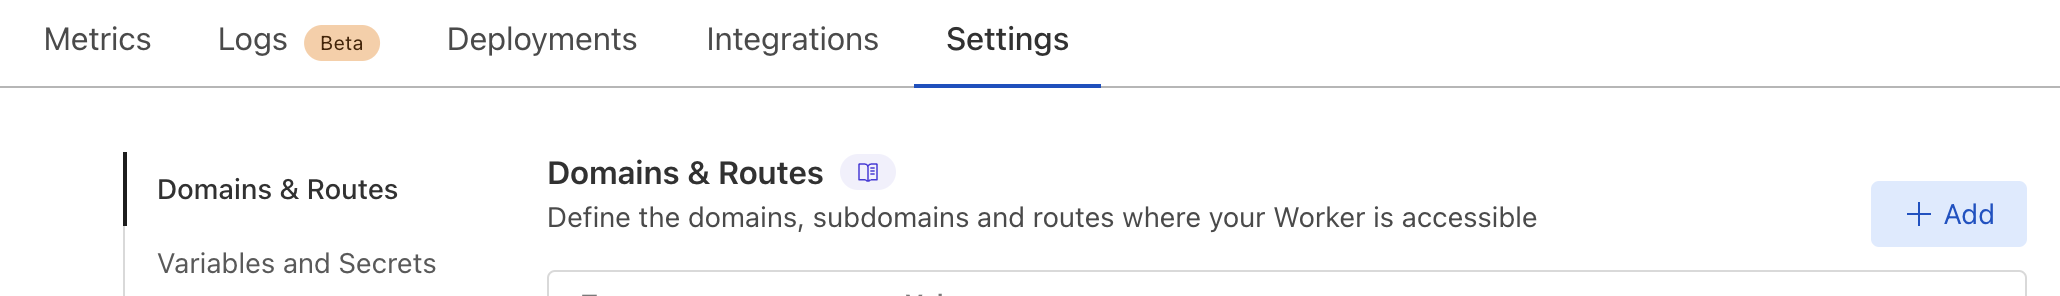 Metrics
Logs Beta
Deployments
Integrations
Settings
Domains & Routes
Variables and Secrets
Domains & Routes
Define the domains, subdomains and routes where your Worker is accessible
+ Add